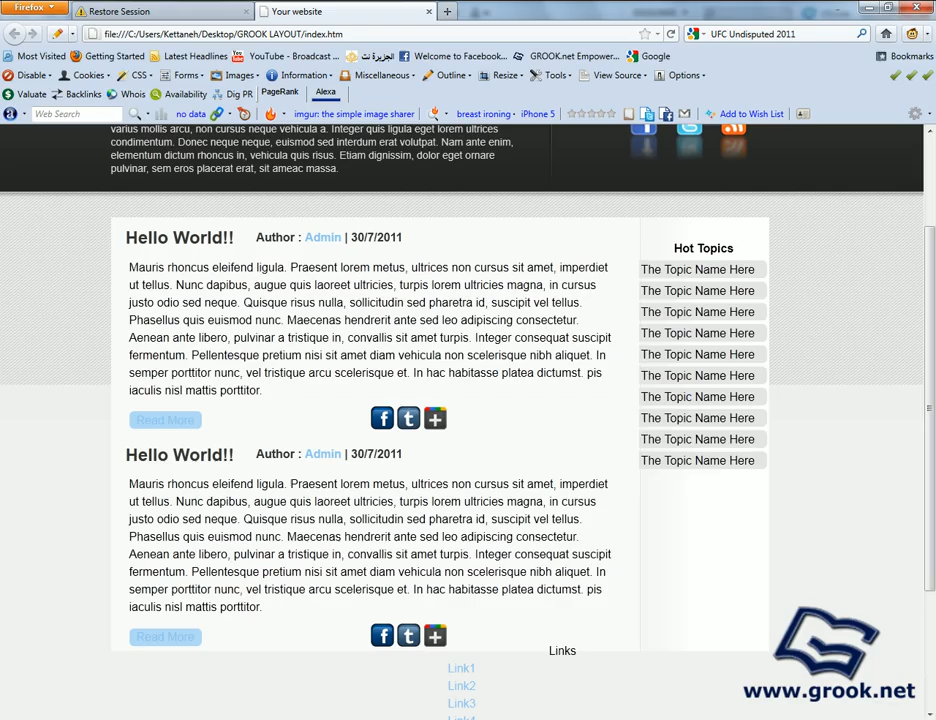 Firefox
Restore Session
Your website
file:///C:/Users/Kettaneh/Desktop/GROOK LAYOUT/index.htm
UFC Undisputed 2011
Most Visited Getting Started Latest Headlines YouTube - Broadcast ... الجزيرة نت ... Welcome to Facebook... GROOK.net Empower... Google Bookmarks
Disable Cookies CSS Forms Images Information Miscellaneous Outline Resize Tools View Source Options
Valuate Backlinks Whois Availability Dig PR PageRank Alexa
Web Search no data imgur: the simple image sharer breast ironing iPhone 5 Add to Wish List
varius mollis arcu, non cursus neque vehicula a. Integer quis ligula eget lorem ultrices
condimentum. Donec neque neque, euismod sed interdum erat volutpat. Nam ante enim,
elementum dictum rhoncus in, vehicula quis risus. Etiam dignissim, dolor eget ornare
pulvinar, sem eros placerat erat, sit ameac massa.
Hello World!! Author : Admin | 30/7/2011
Mauris rhoncus eleifend ligula. Praesent lorem metus, ultrices non cursus sit amet, imperdiet
ut tellus. Nunc dapibus, augue quis laoreet ultricies, turpis lorem ultricies magna, in cursus
justo odio sed neque. Quisque risus nulla, sollicitudin sed pharetra id, suscipit vel tellus.
Phasellus quis euismod nunc. Maecenas hendrerit ante sed leo adipiscing consectetur.
Aenean ante libero, pulvinar a tristique in, convallis sit amet turpis. Integer consequat suscipit
fermentum. Pellentesque pretium nisi sit amet diam vehicula non scelerisque nibh aliquet. In
semper porttitor nunc, vel tristique arcu scelerisque et. In hac habitasse platea dictumst. pis
iaculis nisl mattis porttitor.
Read More
Hello World!! Author : Admin | 30/7/2011
Mauris rhoncus eleifend ligula. Praesent lorem metus, ultrices non cursus sit amet, imperdiet
ut tellus. Nunc dapibus, augue quis laoreet ultricies, turpis lorem ultricies magna, in cursus
justo odio sed neque. Quisque risus nulla, sollicitudin sed pharetra id, suscipit vel tellus.
Phasellus quis euismod nunc. Maecenas hendrerit ante sed leo adipiscing consectetur.
Aenean ante libero, pulvinar a tristique in, convallis sit amet turpis. Integer consequat suscipit
fermentum. Pellentesque pretium nisi sit amet diam vehicula non scelerisque nibh aliquet. In
semper porttitor nunc, vel tristique arcu scelerisque et. In hac habitasse platea dictumst. pis
iaculis nisl mattis porttitor.
Read More
Hot Topics
The Topic Name Here
The Topic Name Here
The Topic Name Here
The Topic Name Here
The Topic Name Here
The Topic Name Here
The Topic Name Here
The Topic Name Here
The Topic Name Here
The Topic Name Here
Links
Link1
Link2
Link3
Link4
www.grook.net